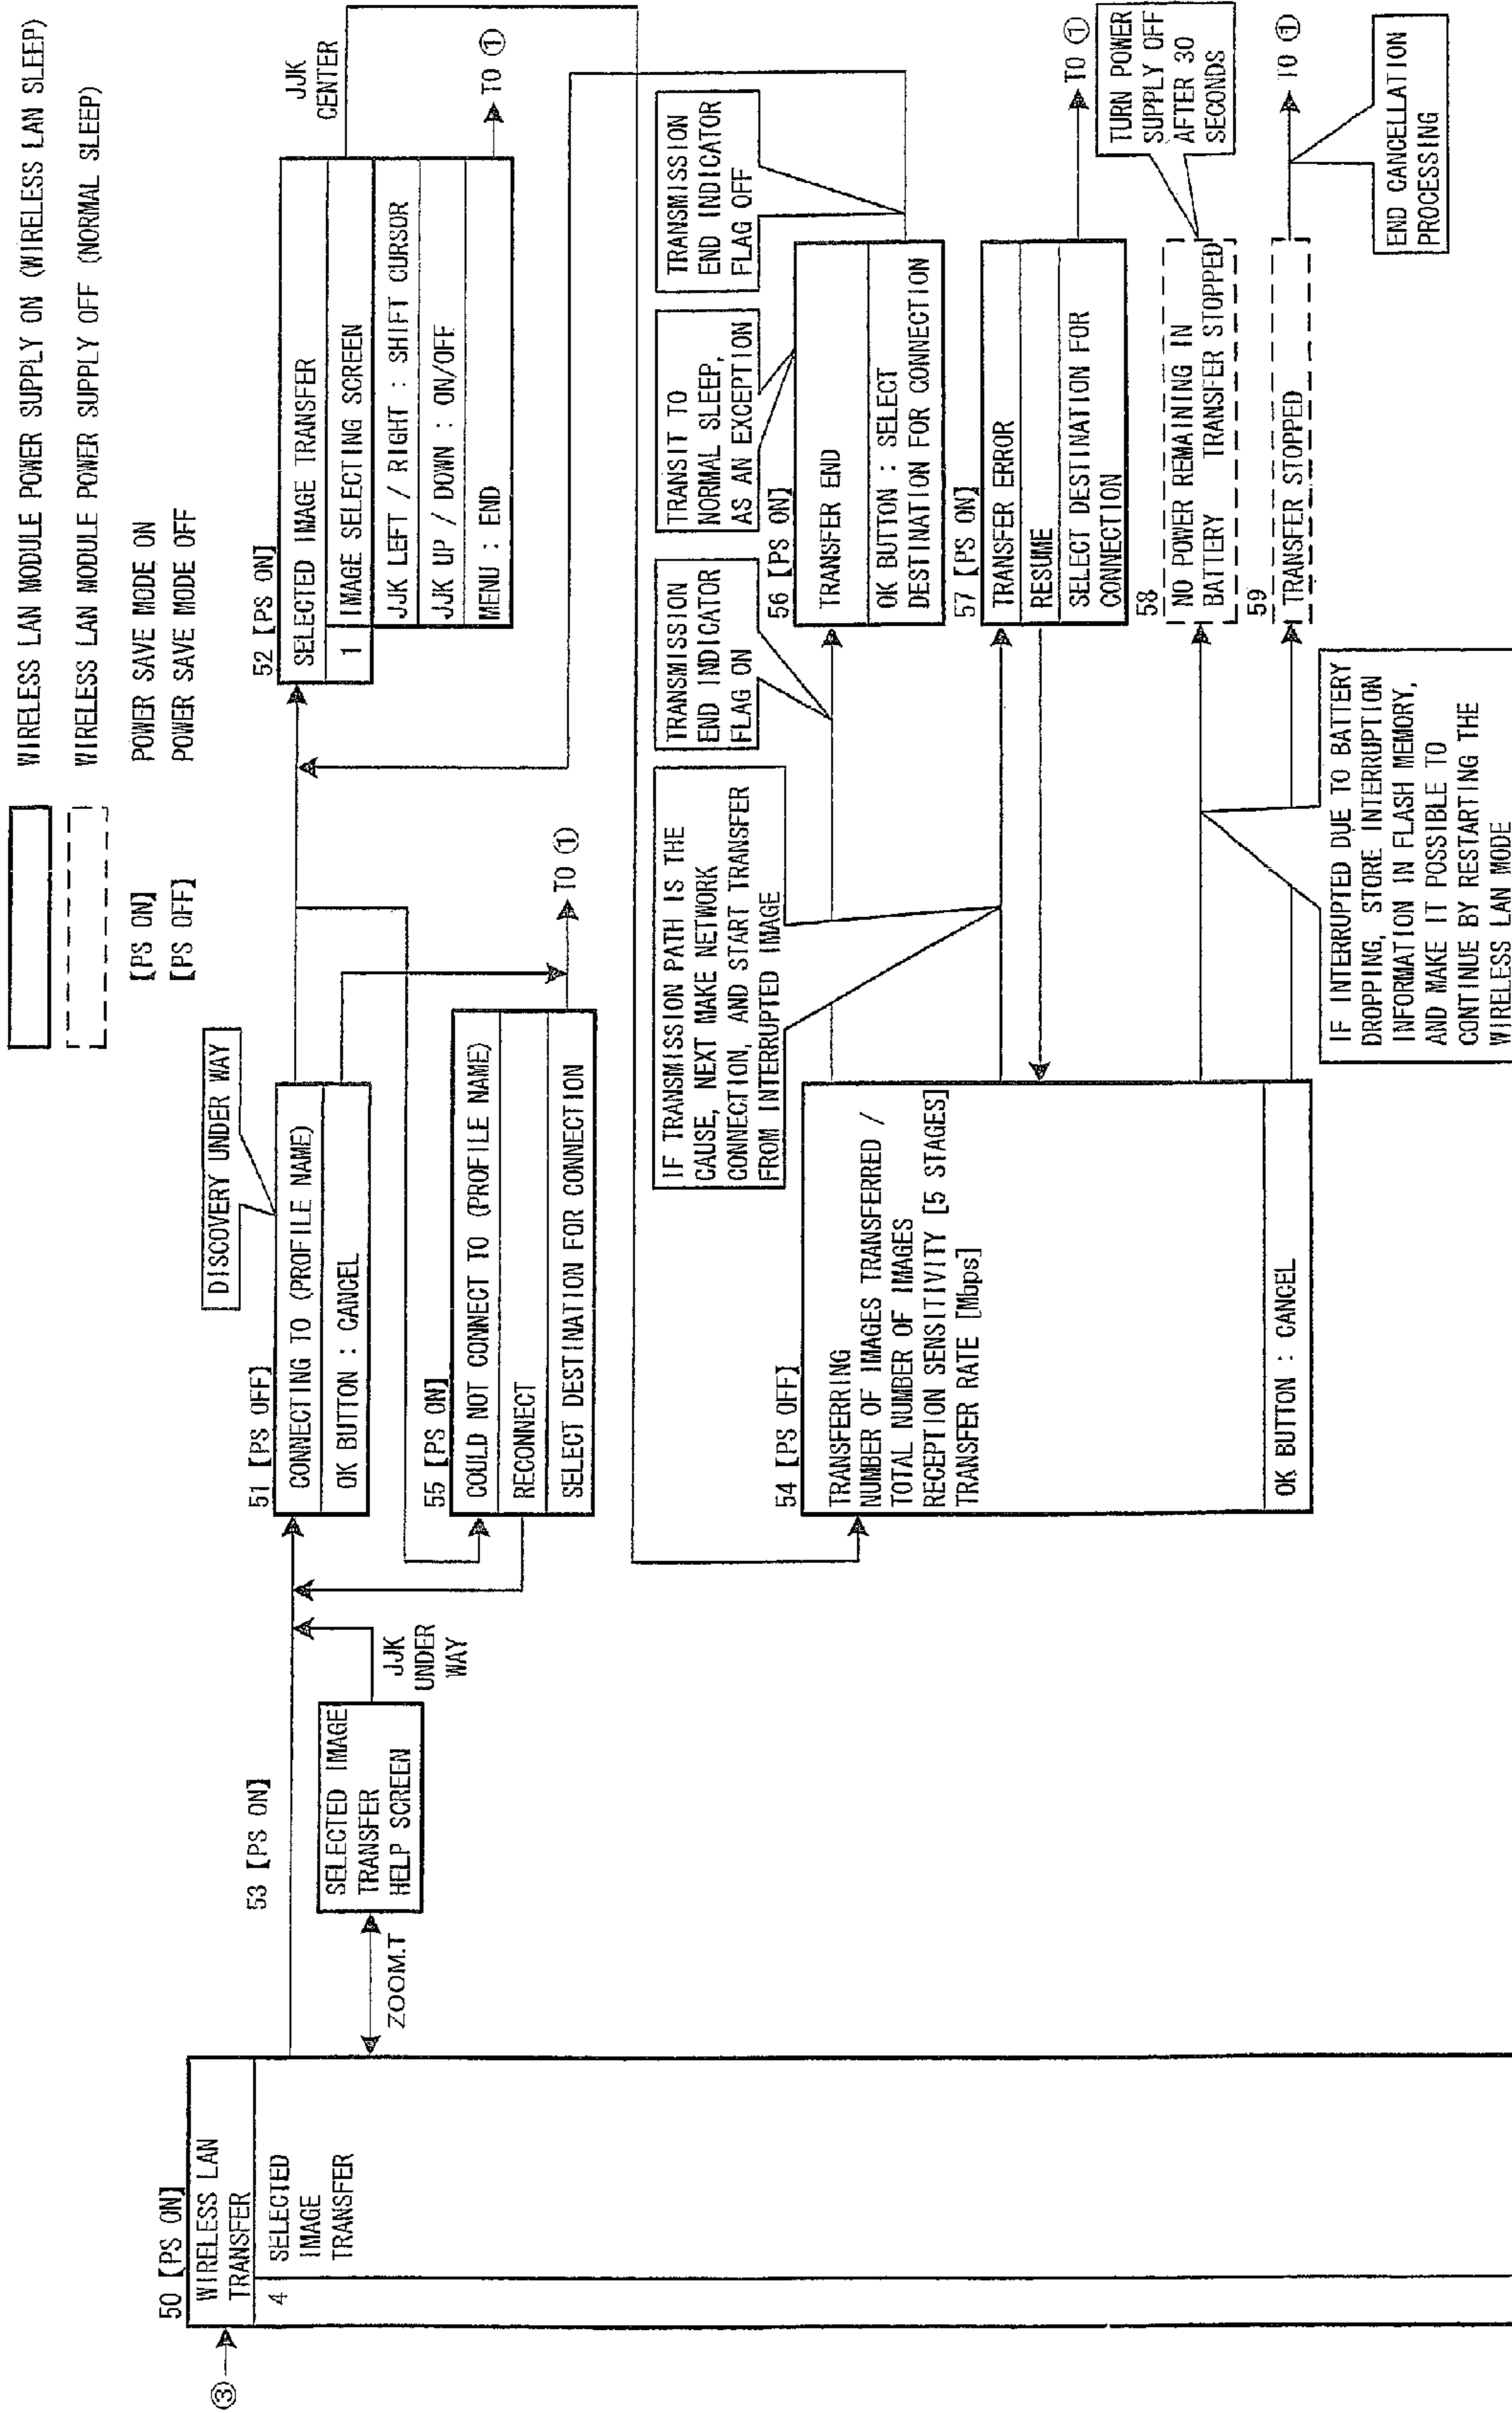 WIRELESS LAN MODULE POWER SUPPLY ON (WIRELESS LAN SLEEP)
WIRELESS LAN MODULE POWER SUPPLY OFF (NORMAL SLEEP)
[PS ON] POWER SAVE MODE ON
[PS OFF] POWER SAVE MODE OFF
③
50 [PS ON]
WIRELESS LAN
TRANSFER
4 SELECTED
IMAGE
TRANSFER
ZOOM.T
53 [PS ON]
SELECTED IMAGE
TRANSFER
HELP SCREEN
JJK
UNDER
WAY
DISCOVERY UNDER WAY
51 [PS OFF]
CONNECTING TO (PROFILE NAME)
OK BUTTON : CANCEL
55 [PS ON]
COULD NOT CONNECT TO (PROFILE NAME)
RECONNECT
SELECT DESTINATION FOR CONNECTION
TO ①
52 [PS ON]
SELECTED IMAGE TRANSFER
1 IMAGE SELECTING SCREEN
JJK LEFT / RIGHT : SHIFT CURSOR
JJK UP / DOWN : ON/OFF
MENU : END
JJK
CENTER
TO ①
54 [PS OFF]
TRANSFERRING
NUMBER OF IMAGES TRANSFERRED /
TOTAL NUMBER OF IMAGES
RECEPTION SENSITIVITY [5 STAGES]
TRANSFER RATE [Mbps]
OK BUTTON : CANCEL
IF TRANSMISSION PATH IS THE
CAUSE, NEXT MAKE NETWORK
CONNECTION, AND START TRANSFER
FROM INTERRUPTED IMAGE
TRANSMISSION
END INDICATOR
FLAG ON
TRANSIT TO
NORMAL SLEEP,
AS AN EXCEPTION
TRANSMISSION
END INDICATOR
FLAG OFF
56 [PS ON]
TRANSFER END
OK BUTTON : SELECT
DESTINATION FOR CONNECTION
57 [PS ON]
TRANSFER ERROR
RESUME
SELECT DESTINATION FOR
CONNECTION
TO ①
58
NO POWER REMAINING IN
BATTERY TRANSFER STOPPED
TURN POWER
SUPPLY OFF
AFTER 30
SECONDS
59
TRANSFER STOPPED
TO ①
END CANCELLATION
PROCESSING
IF INTERRUPTED DUE TO BATTERY
DROPPING, STORE INTERRUPTION
INFORMATION IN FLASH MEMORY,
AND MAKE IT POSSIBLE TO
CONTINUE BY RESTARTING THE
WIRELESS LAN MODE